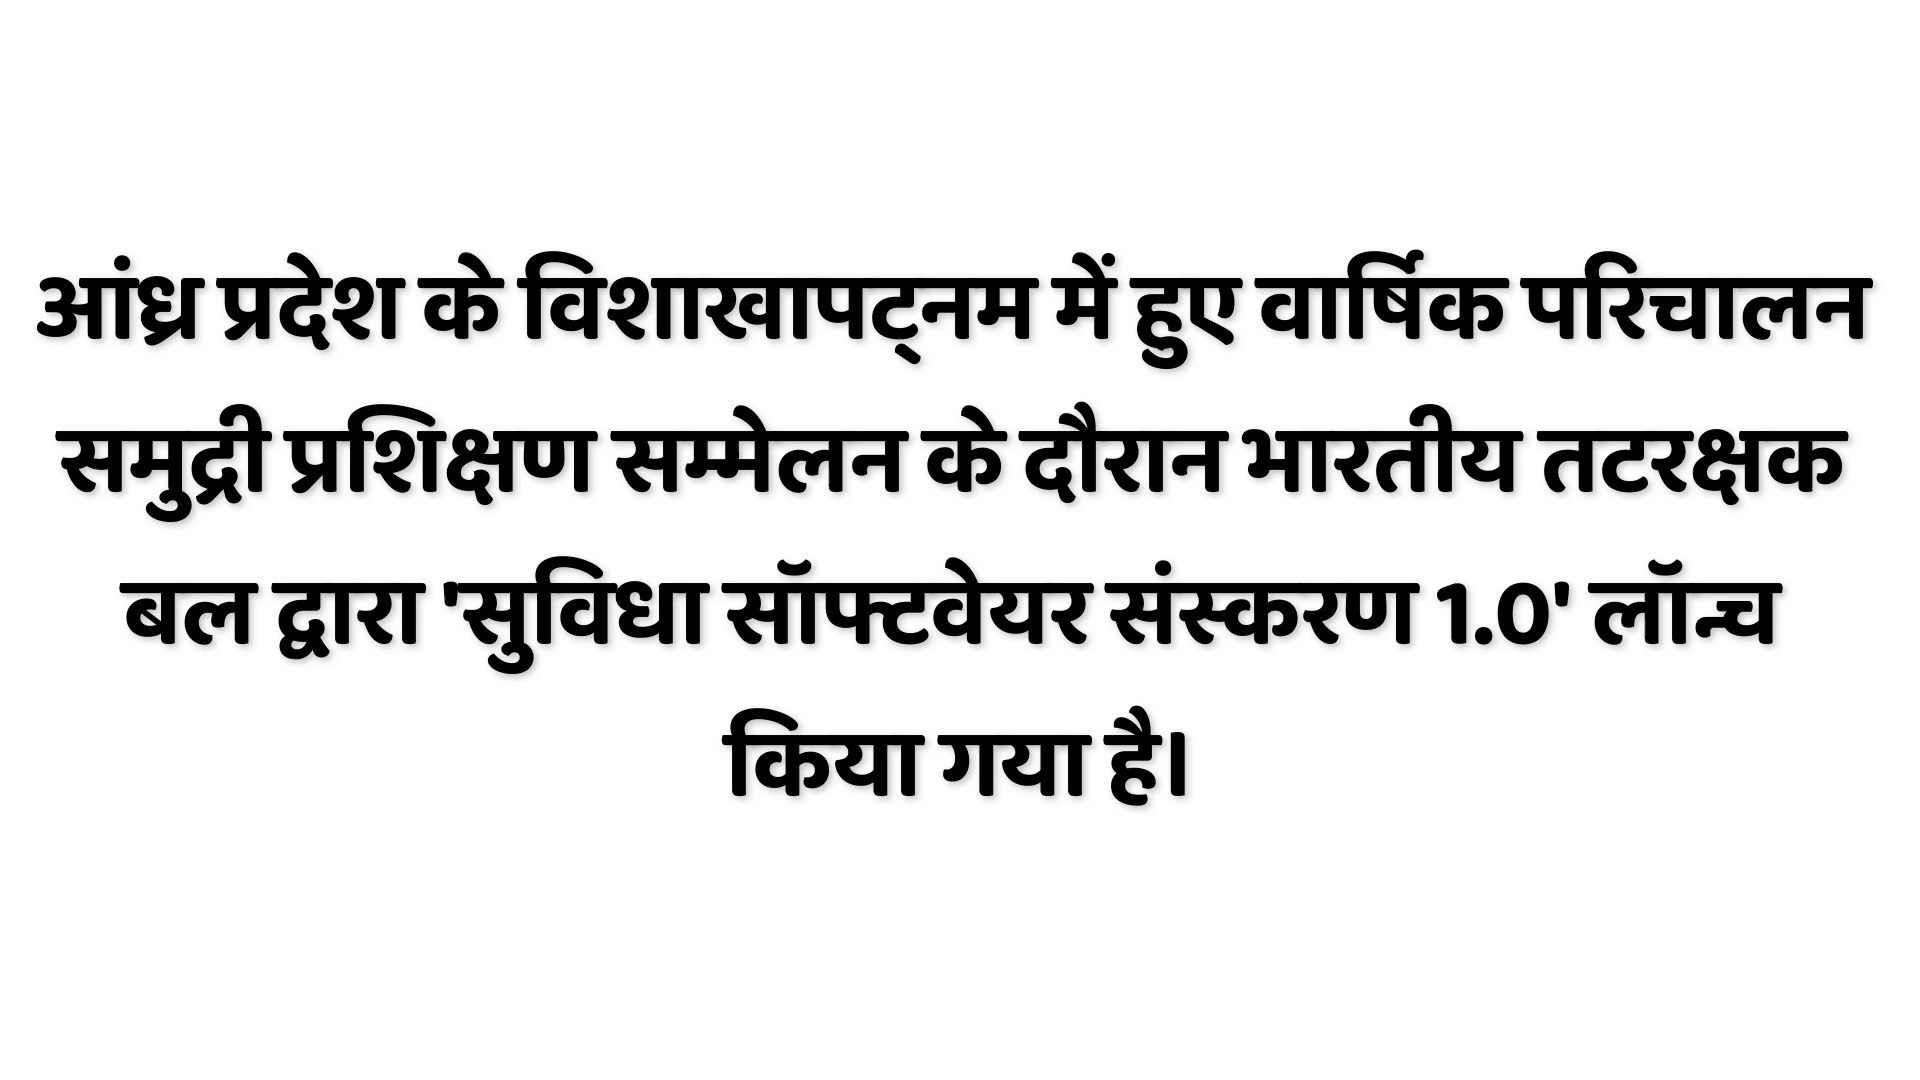 आंध्र प्रदेश के विशाखापट्नम में हुए वार्षिक परिचालन
समुद्री प्रशिक्षण सम्मेलन के दौरान भारतीय तटरक्षक
बल द्वारा 'सुविधा सॉफ्टवेयर संस्करण 1.0' लॉन्च
किया गया है।